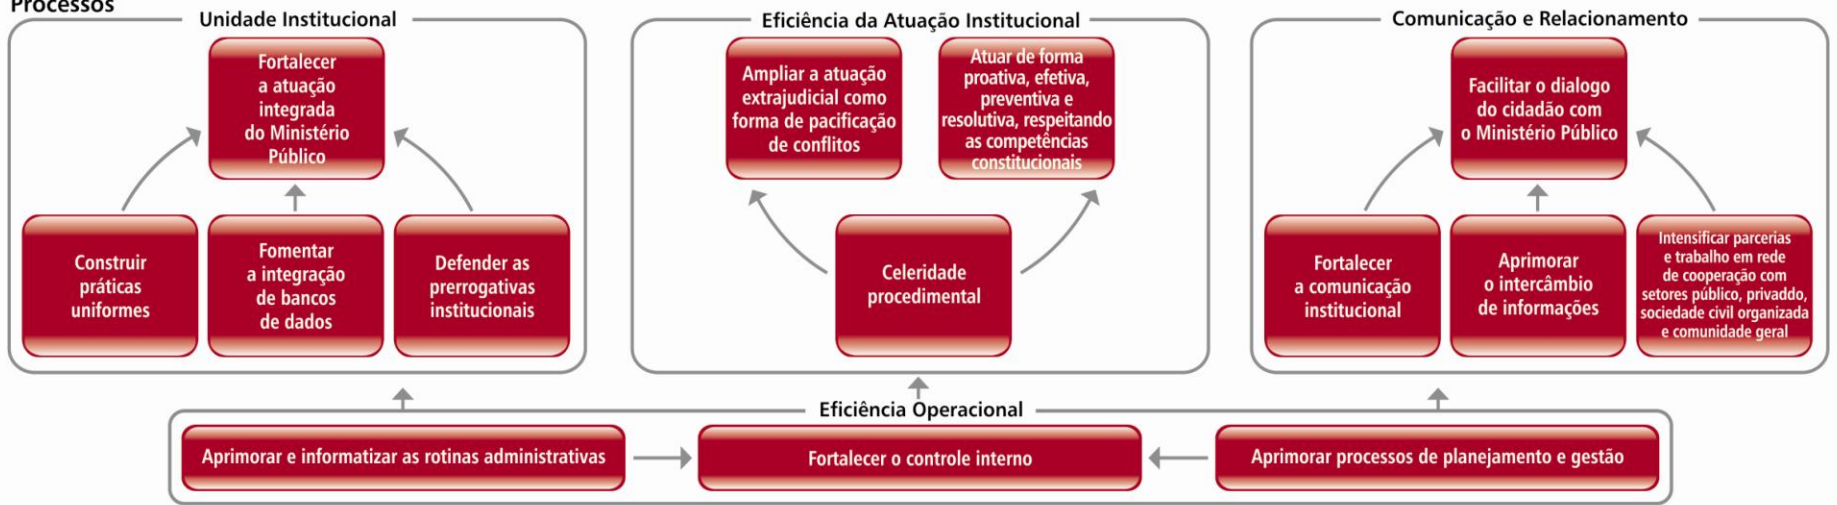 Processos
Unidade Institucional
Fortalecer
a atuação
integrada
do Ministério
Público
Construir
práticas
uniformes
Fomentar
a integração
de bancos
de dados
Defender as
prerrogativas
institucionais
Eficiência da Atuação Institucional
Ampliar a atuação
extrajudicial como
forma de pacificação
de conflitos
Atuar de forma
proativa, efetiva,
preventiva e
resolutiva, respeitando
as competências
constitucionais
Celeridade
procedimental
Comunicação e Relacionamento
Facilitar o dialogo
do cidadão com
o Ministério Público
Fortalecer
a comunicação
institucional
Aprimorar
o intercâmbio
de informações
Intensificar parcerias
e trabalho em rede
de cooperação com
setores público, privaddo,
sociedade civil organizada
e comunidade geral
Eficiência Operacional
Aprimorar e informatizar as rotinas administrativas
Fortalecer o controle interno
Aprimorar processos de planejamento e gestão